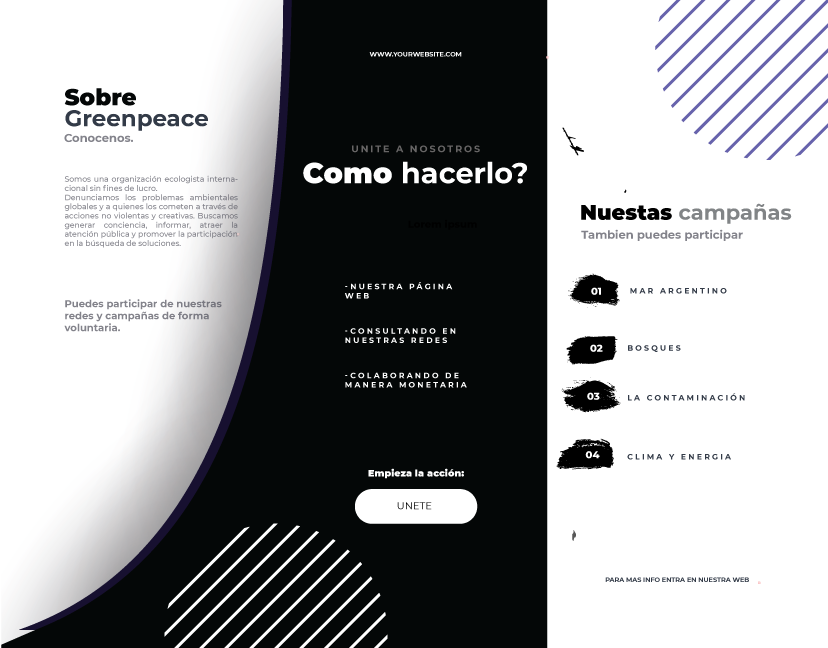 Sobre
Greenpeace
Conocenos.
Somos una organización ecologista interna-
cional sin fines de lucro.
Denunciamos los problemas ambientales
globales y a quienes los cometen a través de
acciones no violentas y creativas. Buscamos
generar conciencia, informar, atraer la
atención pública y promover la participación
en la búsqueda de soluciones.
Puedes participar de nuestras
redes y campañas de forma
voluntaria.
WWW.YOURWEBSITE.COM
UNITE A NOSOTROS
Como hacerlo?
Lorem Ipsum
-NUESTRA PÁGINA
WEB
-CONSULTANDO EN
NUESTRAS REDES
-COLABORANDO DE
MANERA MONETARIA
Empieza la acción:
UNETE
Nuestas campañas
Tambien puedes participar
01 MAR ARGENTINO
02 BOSQUES
03 LA CONTAMINACIÓN
04 CLIMA Y ENERGIA
PARA MAS INFO ENTRA EN NUESTRA WEB